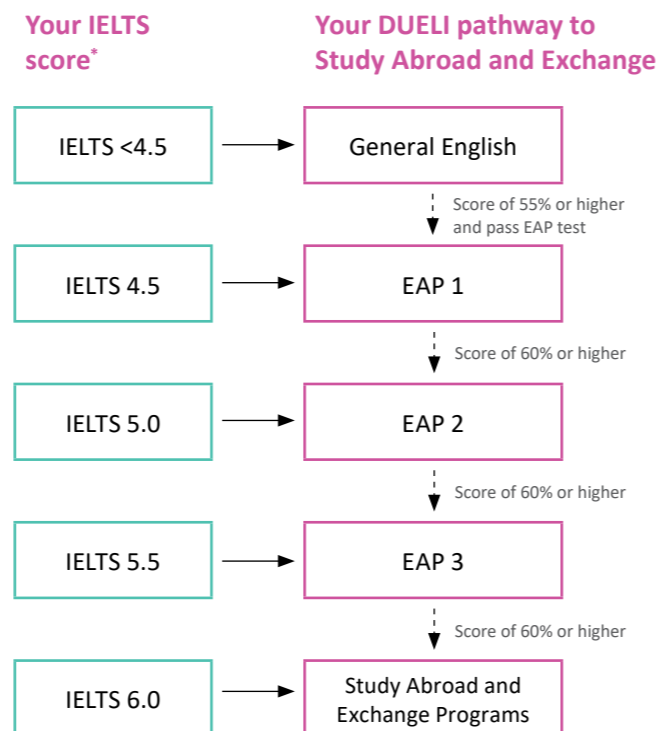 Your IELTS
score*
Your DUELI pathway to
Study Abroad and Exchange
IELTS <4.5
General English
Score of 55% or higher
and pass EAP test
IELTS 4.5
EAP 1
Score of 60% or higher
IELTS 5.0
EAP 2
Score of 60% or higher
IELTS 5.5
EAP 3
Score of 60% or higher
IELTS 6.0
Study Abroad and
Exchange Programs